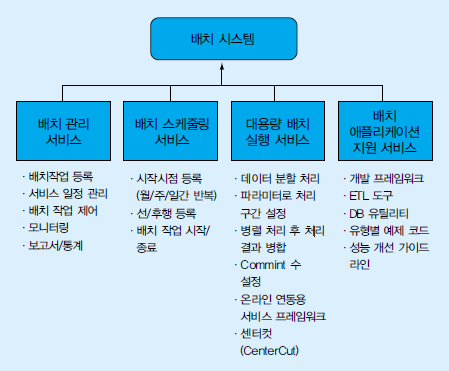 배치 시스템
배치 관리
서비스
· 배치작업 등록
· 서비스 일정 관리
· 배치 작업 제어
· 모니터링
· 보고서/통계
배치 스케줄링
서비스
· 시작시점 등록
(월/주/일간 반복)
· 선/후행 등록
· 배치 작업 시작/
종료
대용량 배치
실행 서비스
· 데이터 분할 처리
· 파라미터로 처리
구간 설정
· 병렬 처리 후 처리
결과 병합
· Commint 수
설정
· 온라인 연동용
서비스 프레임워크
· 센터컷
(CenterCut)
배치
애플리케이션
지원 서비스
· 개발 프레임워크
· ETL 도구
· DB 유틸리티
· 유형별 예제 코드
· 성능 개선 가이드
라인